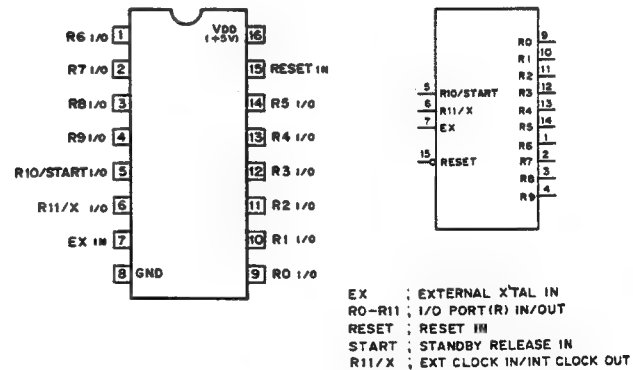 R6 I/O 1
R7 I/O 2
R8 I/O 3
R9 I/O 4
R10/START I/O 5
R11/X I/O 6
EX IN 7
8 GND
VDD 16
(+5V)
15 RESET IN
14 R5 I/O
13 R4 I/O
12 R3 I/O
11 R2 I/O
10 R1 I/O
9 R0 I/O
5 R10/START
6 R11/X
7 EX
15 RESET
R0 9
R1 10
R2 11
R3 12
R4 13
R5 14
R6 1
R7 2
R8 3
R9 4
EX ; EXTERNAL X'TAL IN
R0-R11 ; I/O PORT(R) IN/OUT
RESET ; RESET IN
START ; STANDBY RELEASE IN
R11/X ; EXT CLOCK IN/INT CLOCK OUT